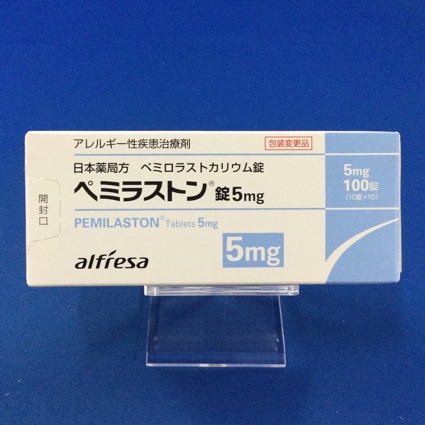 アレルギー性疾患治療剤
包装変更品
日本薬局方 ペミロラストカリウム錠
ペミラストン®錠5mg
PEMILASTON® Tablets 5mg
5mg
alfresa
5mg
100錠
(10錠×10)
開封口